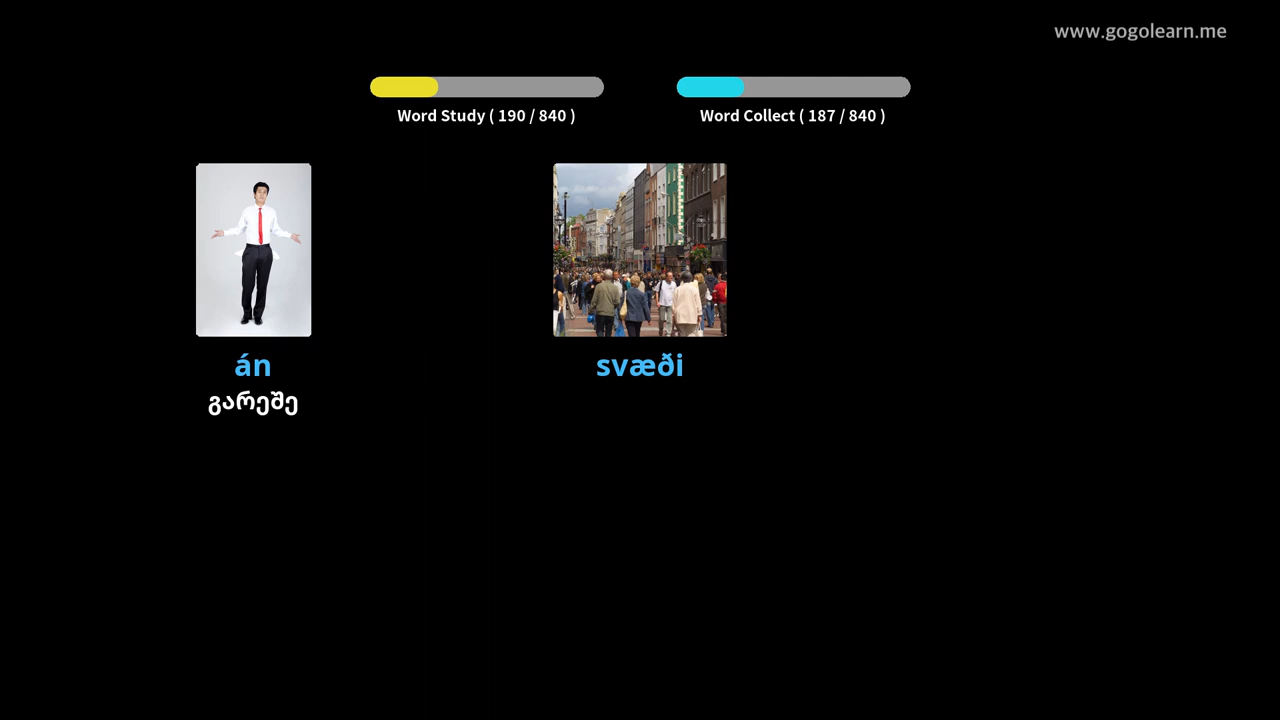 www.gogolearn.me
Word Study ( 190 / 840 )
Word Collect ( 187 / 840 )
án
გარეშე
svæði